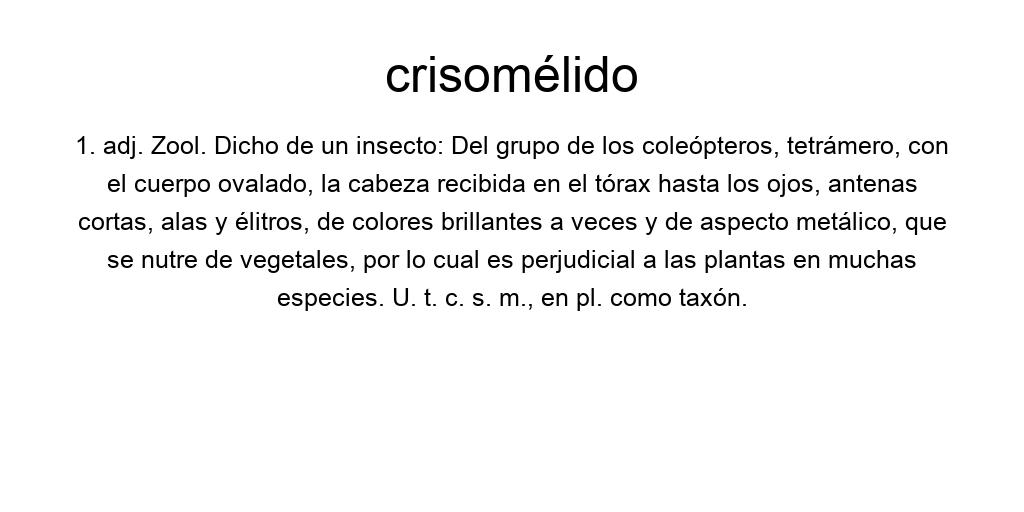 crisomélido
1. adj. Zool. Dicho de un insecto: Del grupo de los coleópteros, tetrámero, con
el cuerpo ovalado, la cabeza recibida en el tórax hasta los ojos, antenas
cortas, alas y élitros, de colores brillantes a veces y de aspecto metálico, que
se nutre de vegetales, por lo cual es perjudicial a las plantas en muchas
especies. U. t. c. s. m., en pl. como taxón.